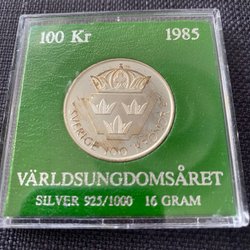 100 Kr 1985
SVERIGE 100 KRONOR
VÄRLDSUNGDOMSÅRET
SILVER 925/1000 16 GRAM